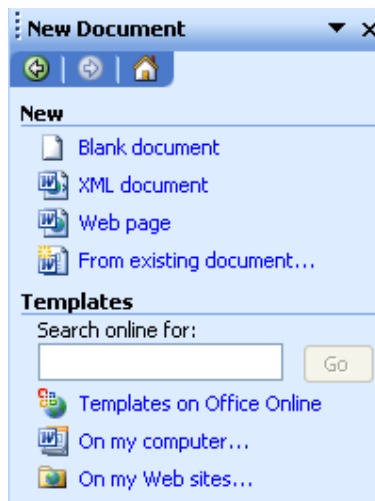 New Document
New
Blank document
XML document
Web page
From existing document...
Templates
Search online for:
Go
Templates on Office Online
On my computer...
On my Web sites...